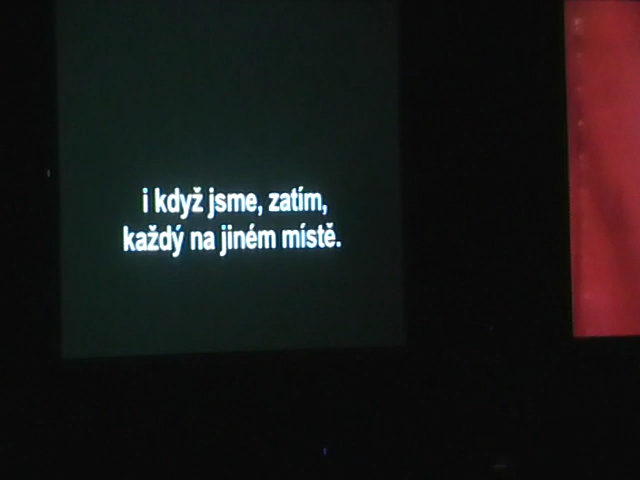 i když jsme, zatím,
každý na jiném místě.